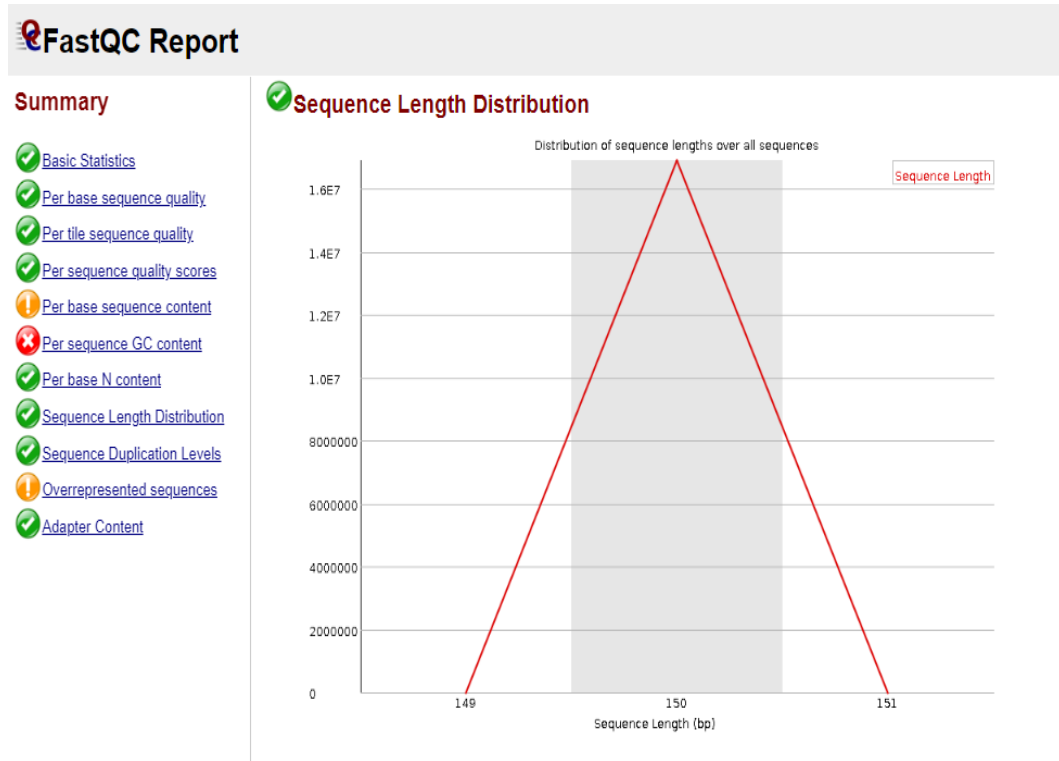 FastQC Report
Summary
Basic Statistics
Per base sequence quality
Per tile sequence quality
Per sequence quality scores
Per base sequence content
Per sequence GC content
Per base N content
Sequence Length Distribution
Sequence Duplication Levels
Overrepresented sequences
Adapter Content
Sequence Length Distribution
Distribution of sequence lengths over all sequences
Sequence Length
1.6E7
1.4E7
1.2E7
1.0E7
8000000
6000000
4000000
2000000
0
149 150 151
Sequence Length (bp)